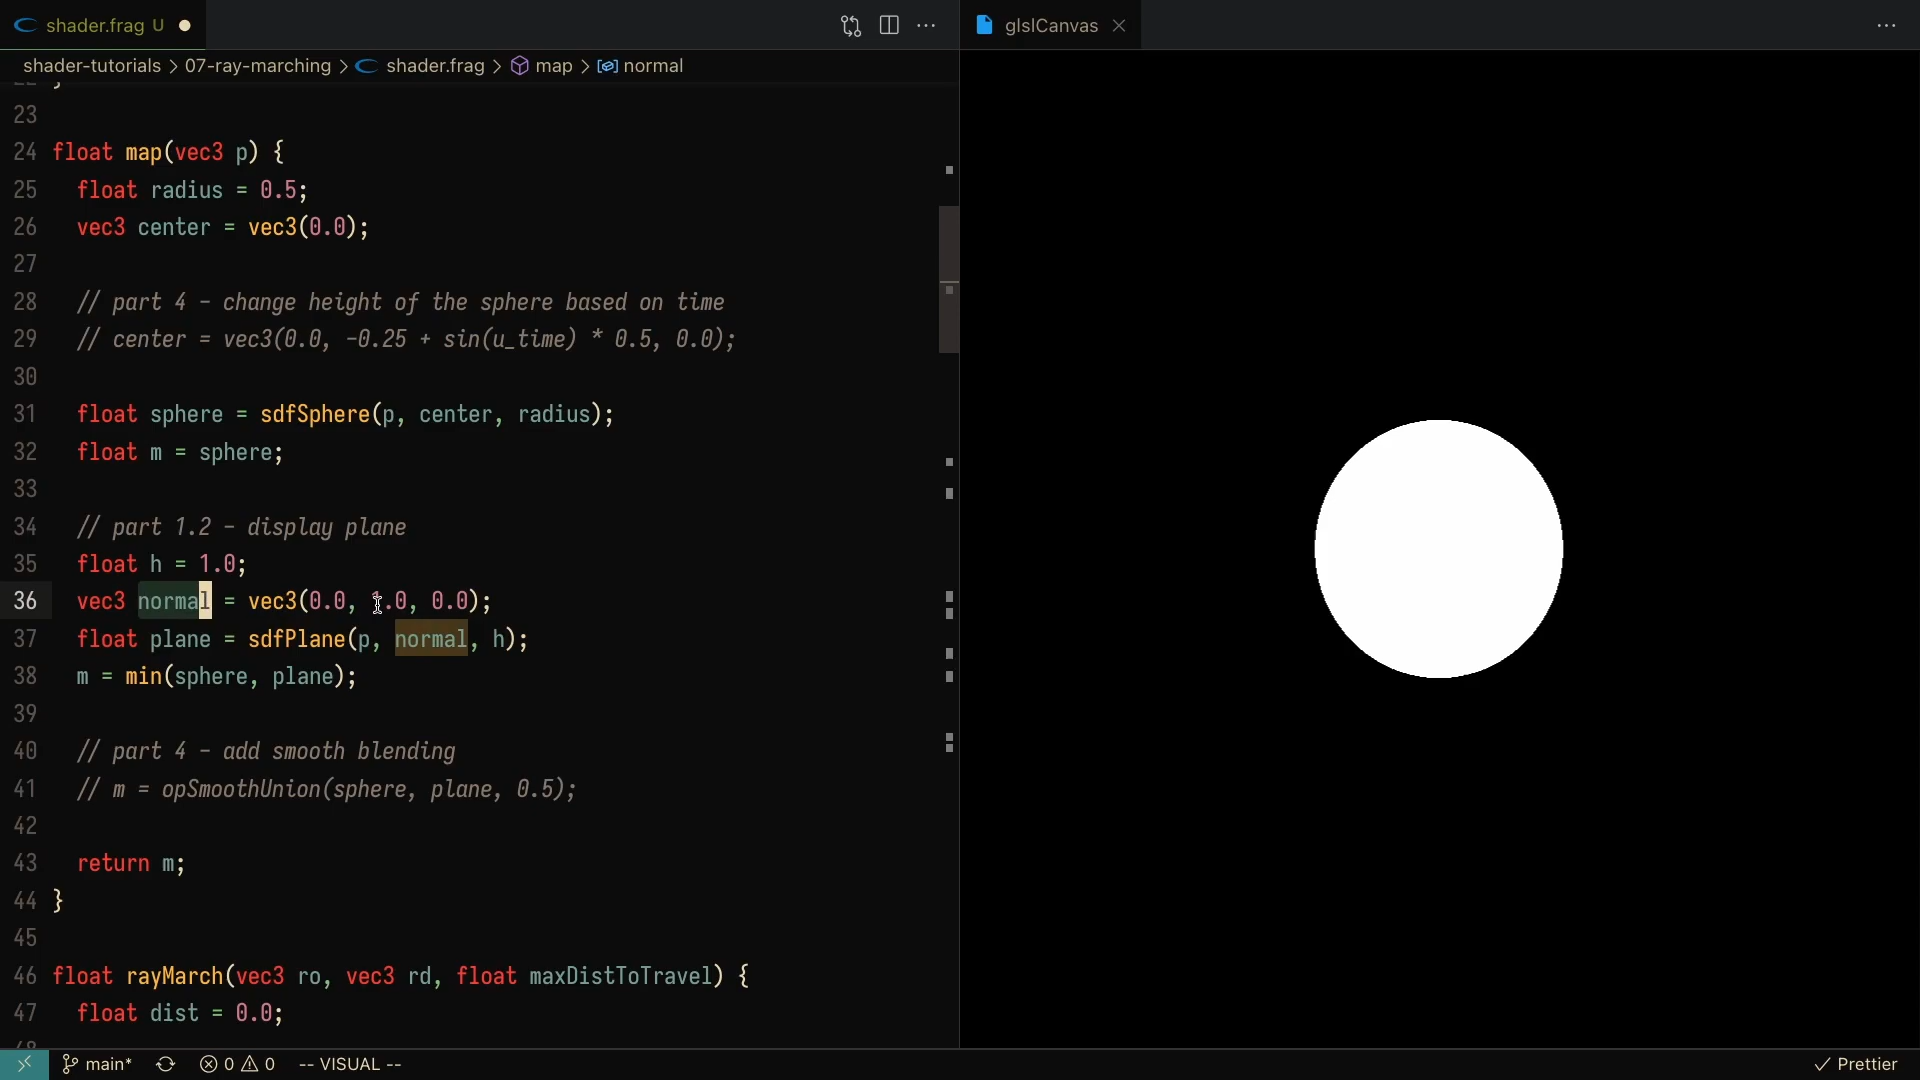 shader.frag U
glslCanvas
shader-tutorials > 07-ray-marching > shader.frag > map > normal
23
24 float map(vec3 p) {
25 float radius = 0.5;
26 vec3 center = vec3(0.0);
27
28 // part 4 - change height of the sphere based on time
29 // center = vec3(0.0, -0.25 + sin(u_time) * 0.5, 0.0);
30
31 float sphere = sdfSphere(p, center, radius);
32 float m = sphere;
33
34 // part 1.2 - display plane
35 float h = 1.0;
36 vec3 normal = vec3(0.0, 1.0, 0.0);
37 float plane = sdfPlane(p, normal, h);
38 m = min(sphere, plane);
39
40 // part 4 - add smooth blending
41 // m = opSmoothUnion(sphere, plane, 0.5);
42
43 return m;
44 }
45
46 float rayMarch(vec3 ro, vec3 rd, float maxDistToTravel) {
47 float dist = 0.0;
main* 0 0 -- VISUAL -- Prettier